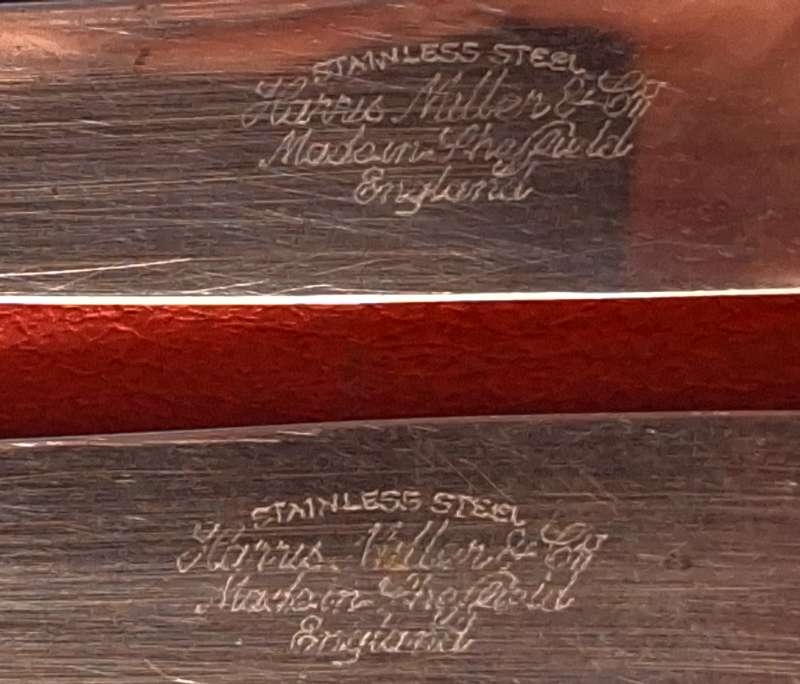 STAINLESS STEEL
Harris Miller & Co
Made in Sheffield
England
STAINLESS STEEL
Harris Miller & Co
Made in Sheffield
England